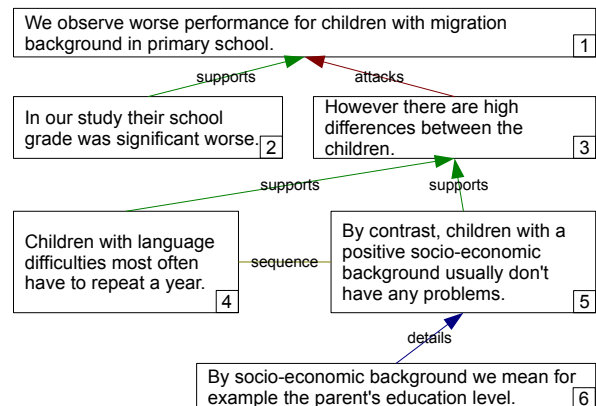 We observe worse performance for children with migration
background in primary school.
1
supports
attacks
In our study their school
grade was significant worse.
2
However there are high
differences between the
children.
3
supports
supports
Children with language
difficulties most often
have to repeat a year.
4
sequence
By contrast, children with a
positive socio-economic
background usually don't
have any problems.
5
details
By socio-economic background we mean for
example the parent's education level.
6